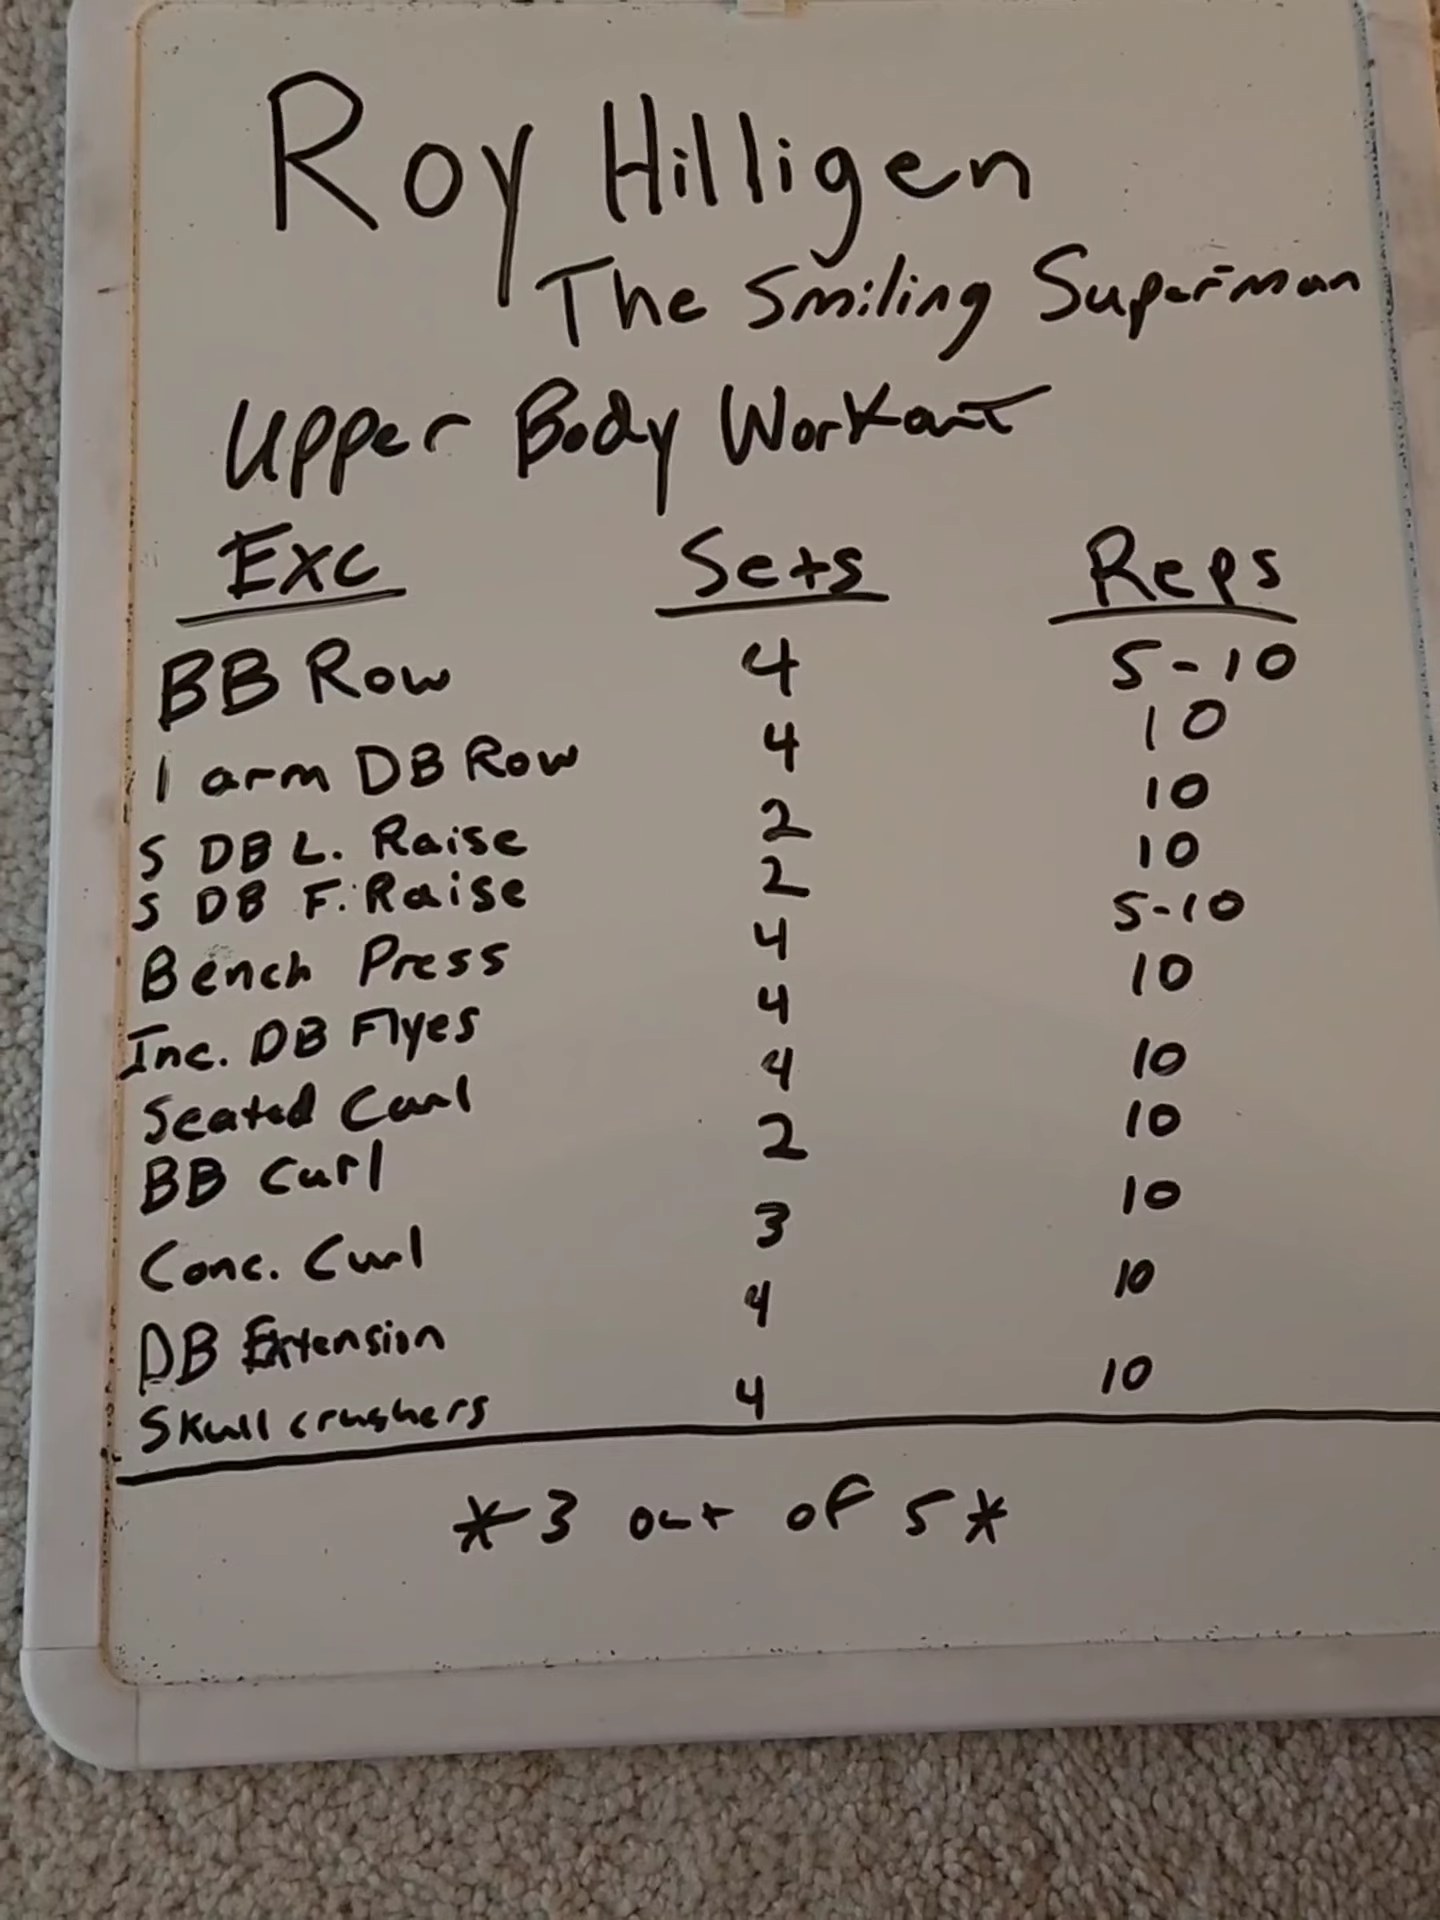 Roy Hilligen
The Smiling Superman
Upper Body Workout
Exc Sets Reps
BB Row 4 5-10
1 arm DB Row 4 10
S DB L. Raise 2 10
S DB F. Raise 2 10
Bench Press 4 5-10
Inc. DB Flyes 4 10
Seated Curl 4 10
BB Curl 2 10
Conc. Curl 3 10
DB Extension 4 10
Skull crushers 4 10
*3 out of 5*